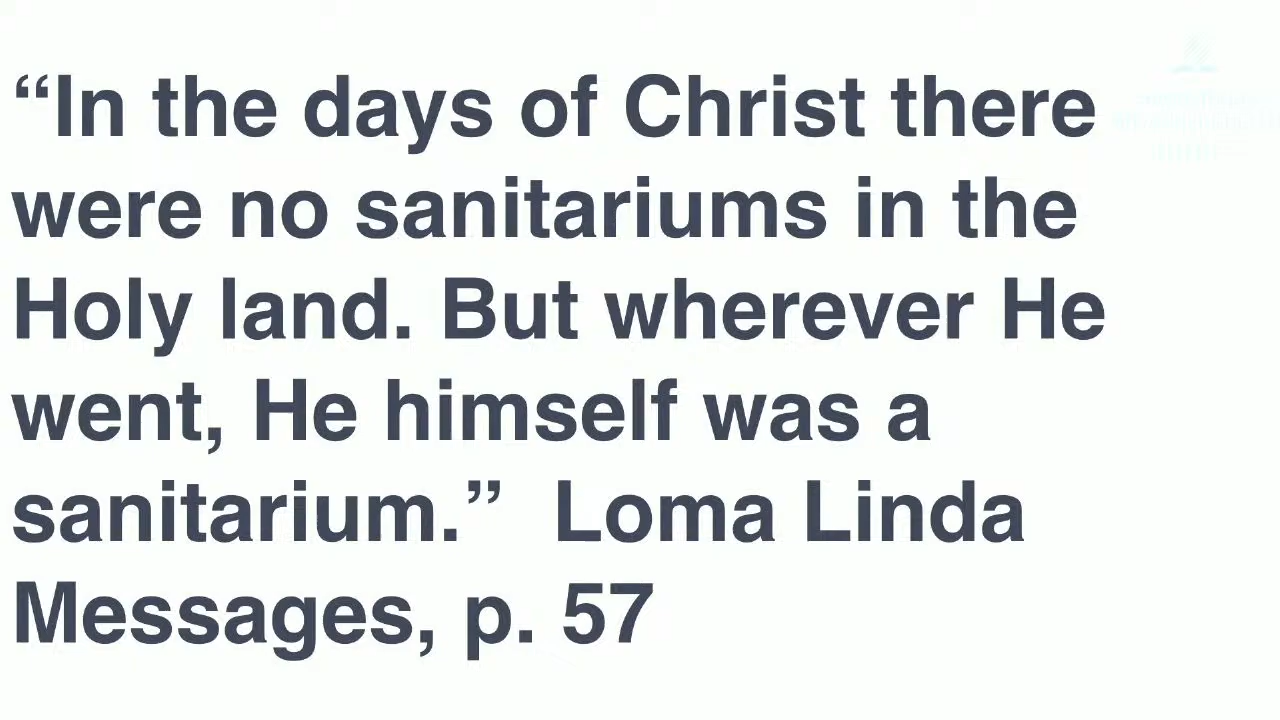 “In the days of Christ there
were no sanitariums in the
Holy land. But wherever He
went, He himself was a
sanitarium.”  Loma Linda
Messages, p. 57